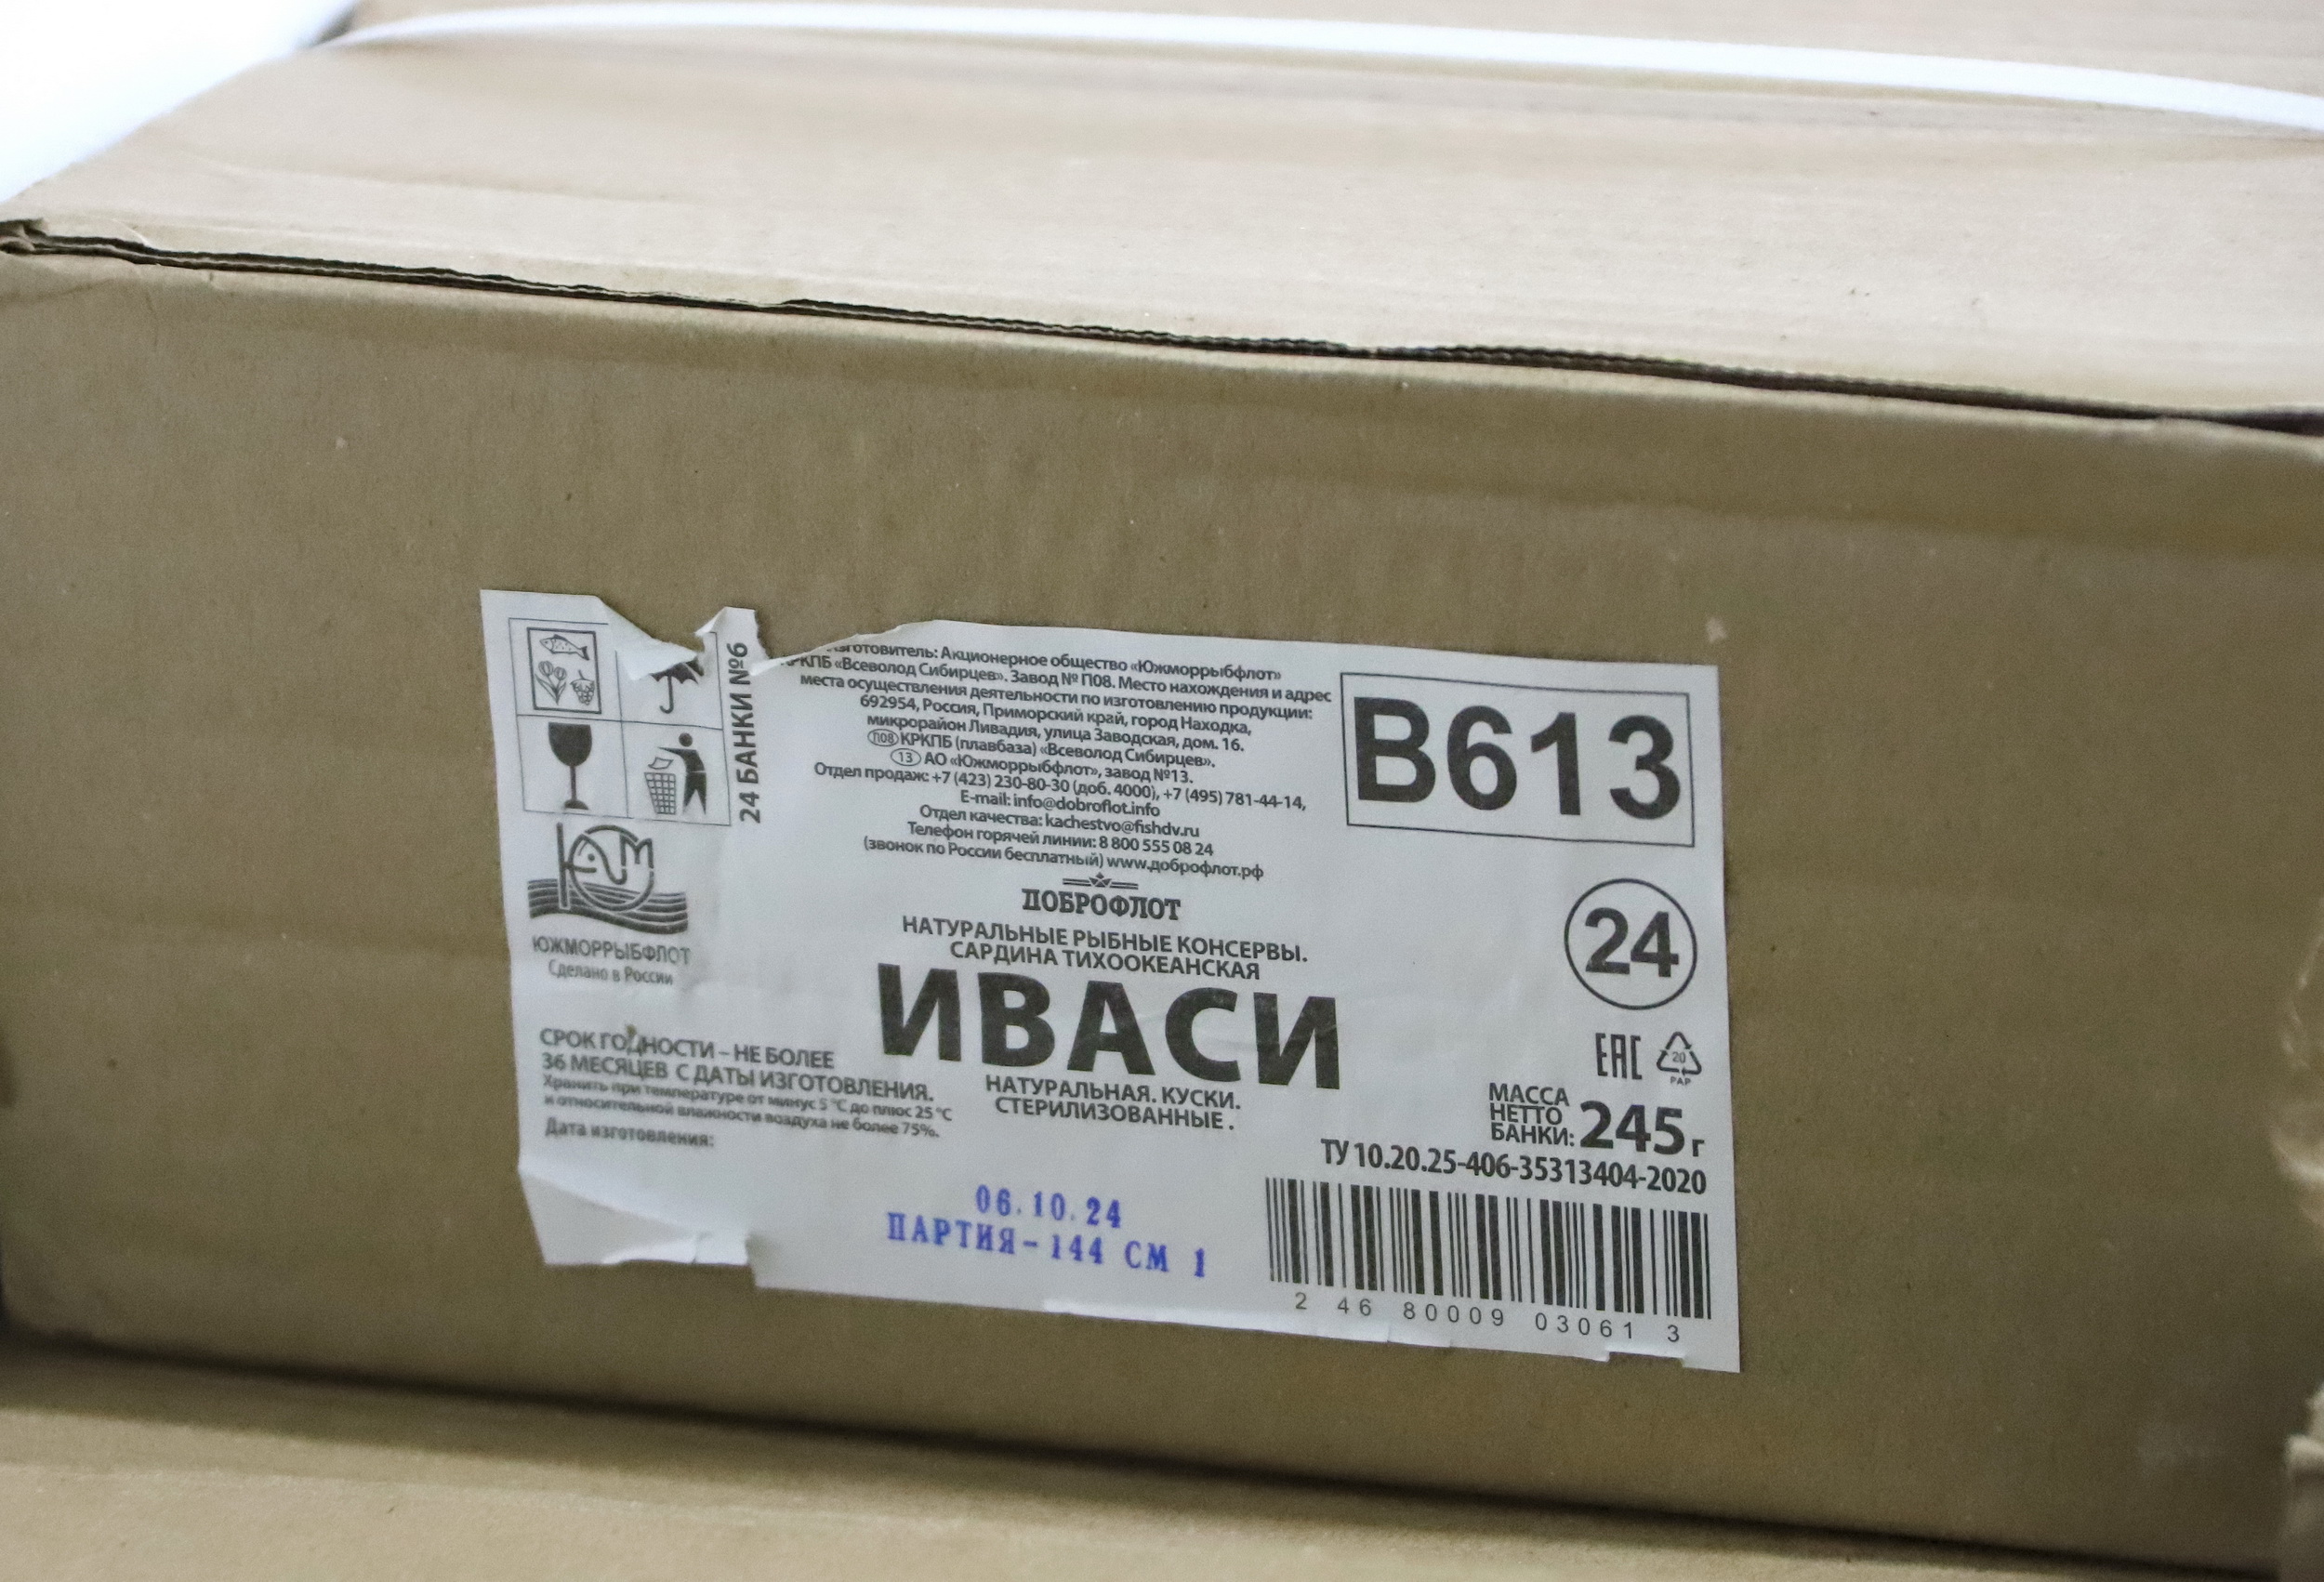 24 БАНКИ №6
изготовитель: Акционерное общество «Южморрыбфлот»
КРКПБ «Всеволод Сибирцев». Завод № П08. Место нахождения и адрес
места осуществления деятельности по изготовлению продукции:
692954, Россия, Приморский край, город Находка,
микрорайон Ливадия, улица Заводская, дом. 16.
П08 КРКПБ (плавбаза) «Всеволод Сибирцев».
13 АО «Южморрыбфлот», завод №13.
Отдел продаж: +7 (423) 230-80-30 (доб. 4000), +7 (495) 781-44-14,
E-mail: info@dobroflot.info
Отдел качества: kachestvo@fishdv.ru
Телефон горячей линии: 8 800 555 08 24
(звонок по России бесплатный) www.доброфлот.рф
В613
ЮЖМОРРЫБФЛОТ
Сделано в России
ДОБРОФЛОТ
НАТУРАЛЬНЫЕ РЫБНЫЕ КОНСЕРВЫ.
САРДИНА ТИХООКЕАНСКАЯ
ИВАСИ
НАТУРАЛЬНАЯ. КУСКИ.
СТЕРИЛИЗОВАННЫЕ.
24
EAC
20
PAP
СРОК ГОДНОСТИ – НЕ БОЛЕЕ
36 МЕСЯЦЕВ С ДАТЫ ИЗГОТОВЛЕНИЯ.
Хранить при температуре от минус 5 °С до плюс 25 °С
и относительной влажности воздуха не более 75%.
Дата изготовления:
МАССА
НЕТТО
БАНКИ: 245 г
ТУ 10.20.25-406-35313404-2020
06.10.24
ПАРТИЯ-144 СМ 1
2 46 80009 03061 3